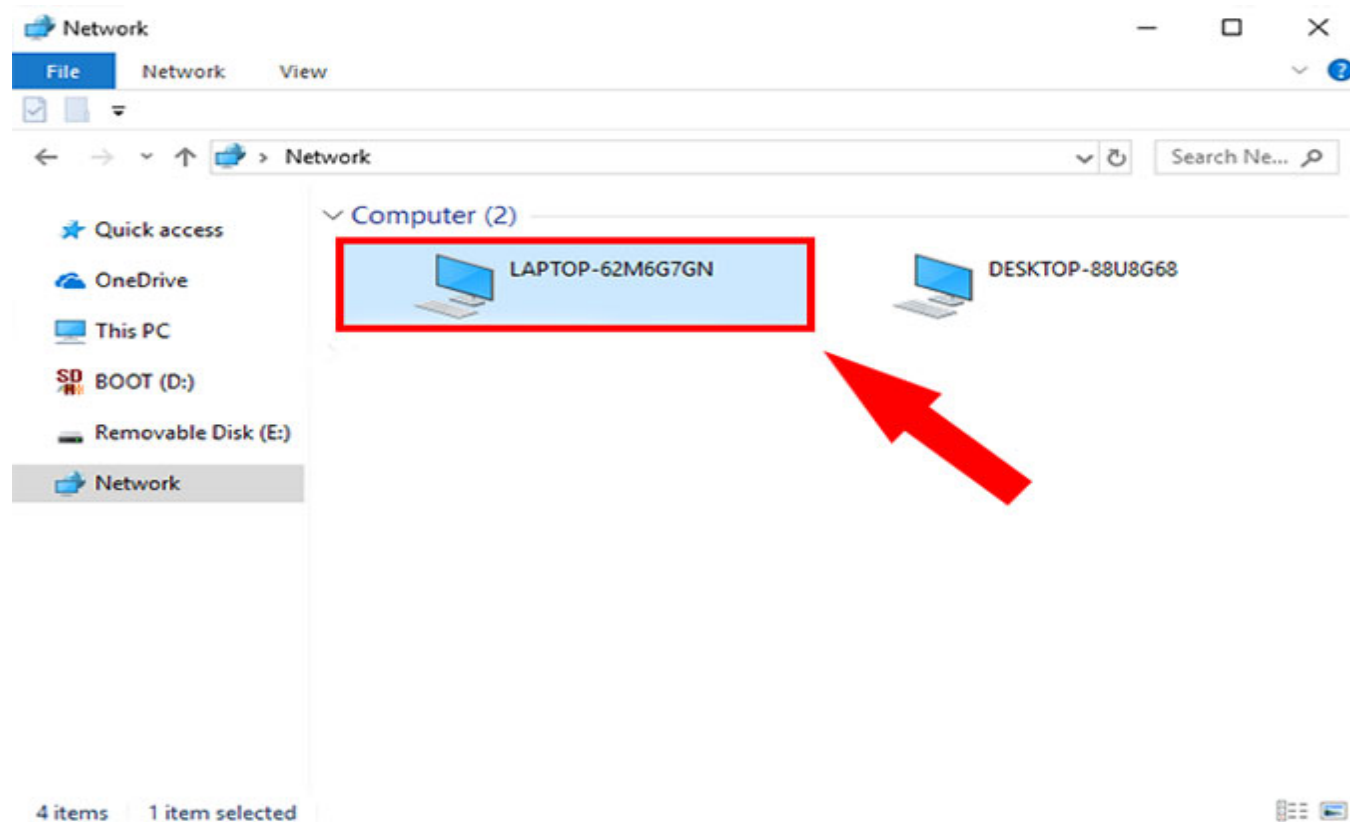 Network
File Network View
> Network
Search Ne...
Quick access
OneDrive
This PC
BOOT (D:)
Removable Disk (E:)
Network
Computer (2)
LAPTOP-62M6G7GN
DESKTOP-88U8G68
4 items 1 item selected